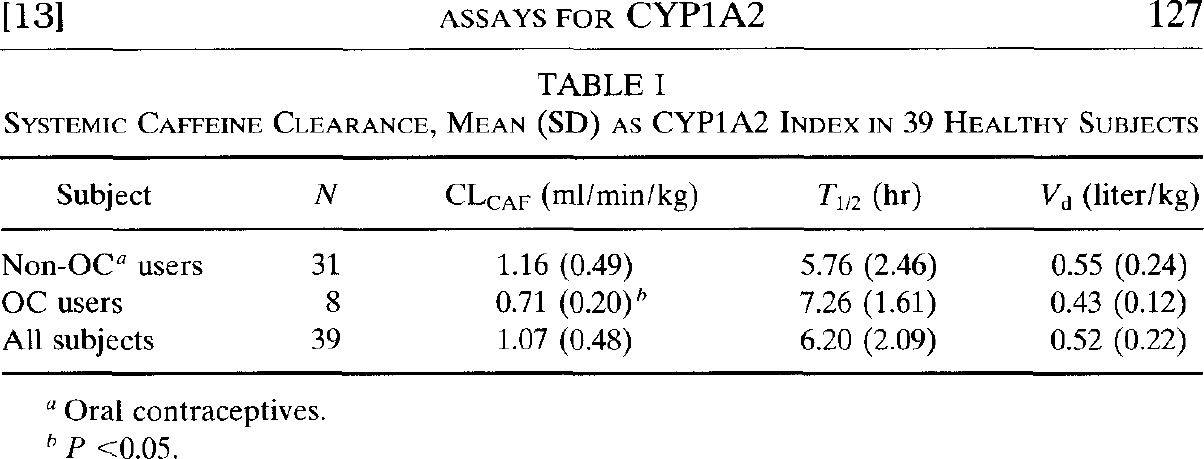 [13] ASSAYS FOR CYP1A2 127
TABLE I
SYSTEMIC CAFFEINE CLEARANCE, MEAN (SD) AS CYP1A2 INDEX IN 39 HEALTHY SUBJECTS
Subject N CL_CAF (ml/min/kg) T_1/2 (hr) V_d (liter/kg)
Non-OC^a users 31 1.16 (0.49) 5.76 (2.46) 0.55 (0.24)
OC users 8 0.71 (0.20)^b 7.26 (1.61) 0.43 (0.12)
All subjects 39 1.07 (0.48) 6.20 (2.09) 0.52 (0.22)
^a Oral contraceptives.
^b P <0.05.